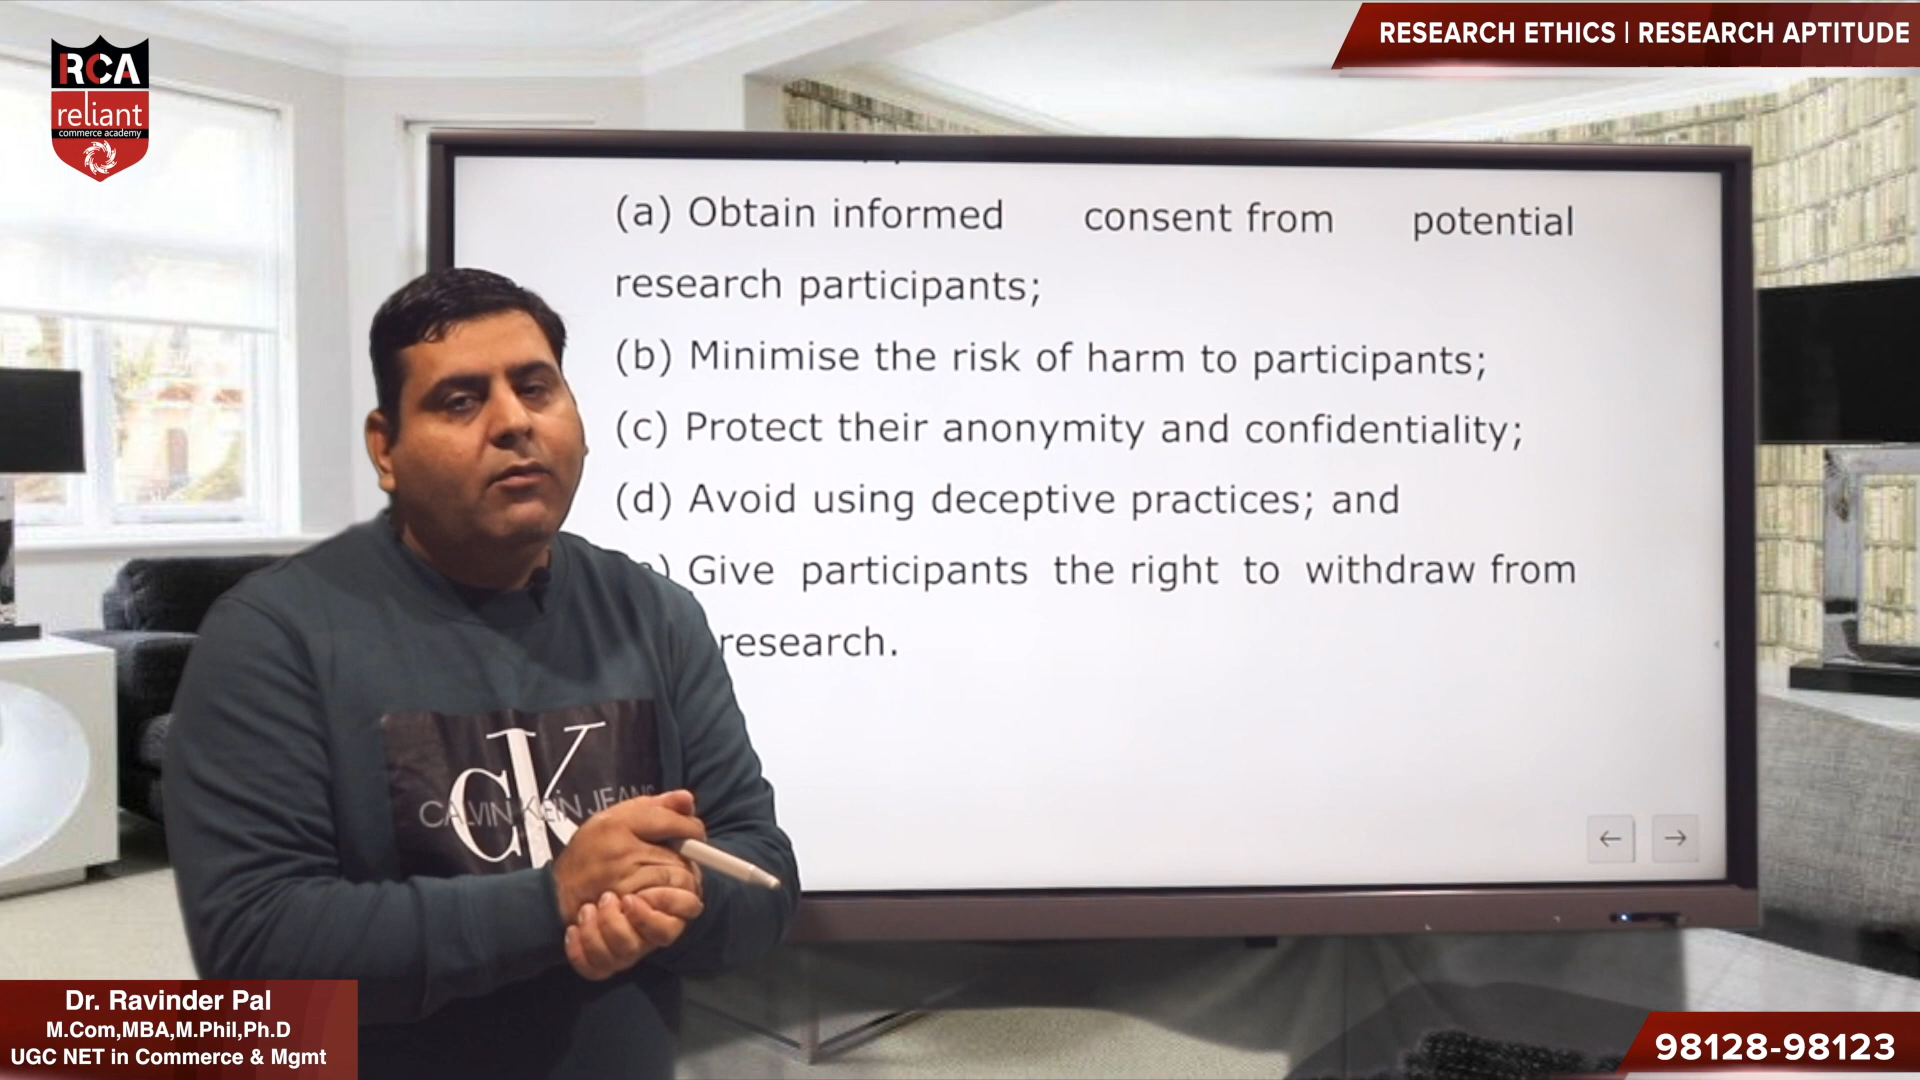 RCA
reliant
commerce academy
RESEARCH ETHICS | RESEARCH APTITUDE
(a) Obtain informed consent from potential
research participants;
(b) Minimise the risk of harm to participants;
(c) Protect their anonymity and confidentiality;
(d) Avoid using deceptive practices; and
) Give participants the right to withdraw from
research.
CK
CALVIN KLEIN JEANS
Dr. Ravinder Pal
M.Com,MBA,M.Phil,Ph.D
UGC NET in Commerce & Mgmt
98128-98123